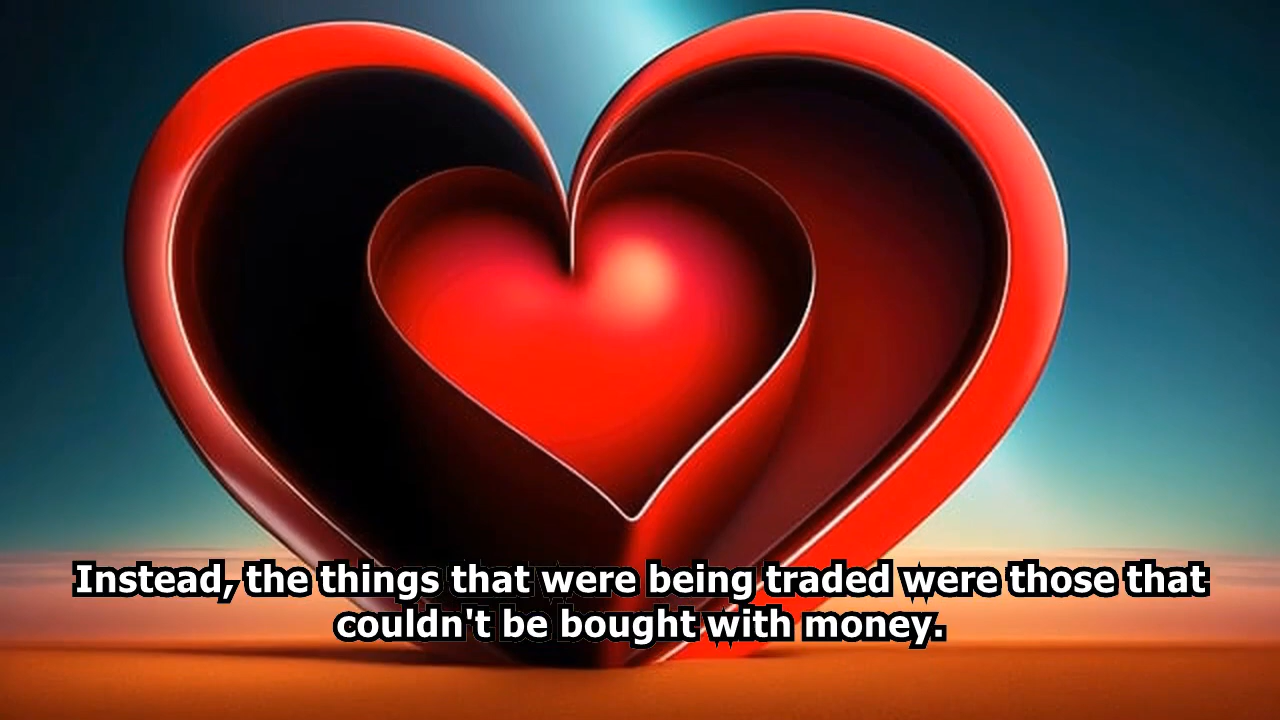 Instead, the things that were being traded were those that
couldn't be bought with money.